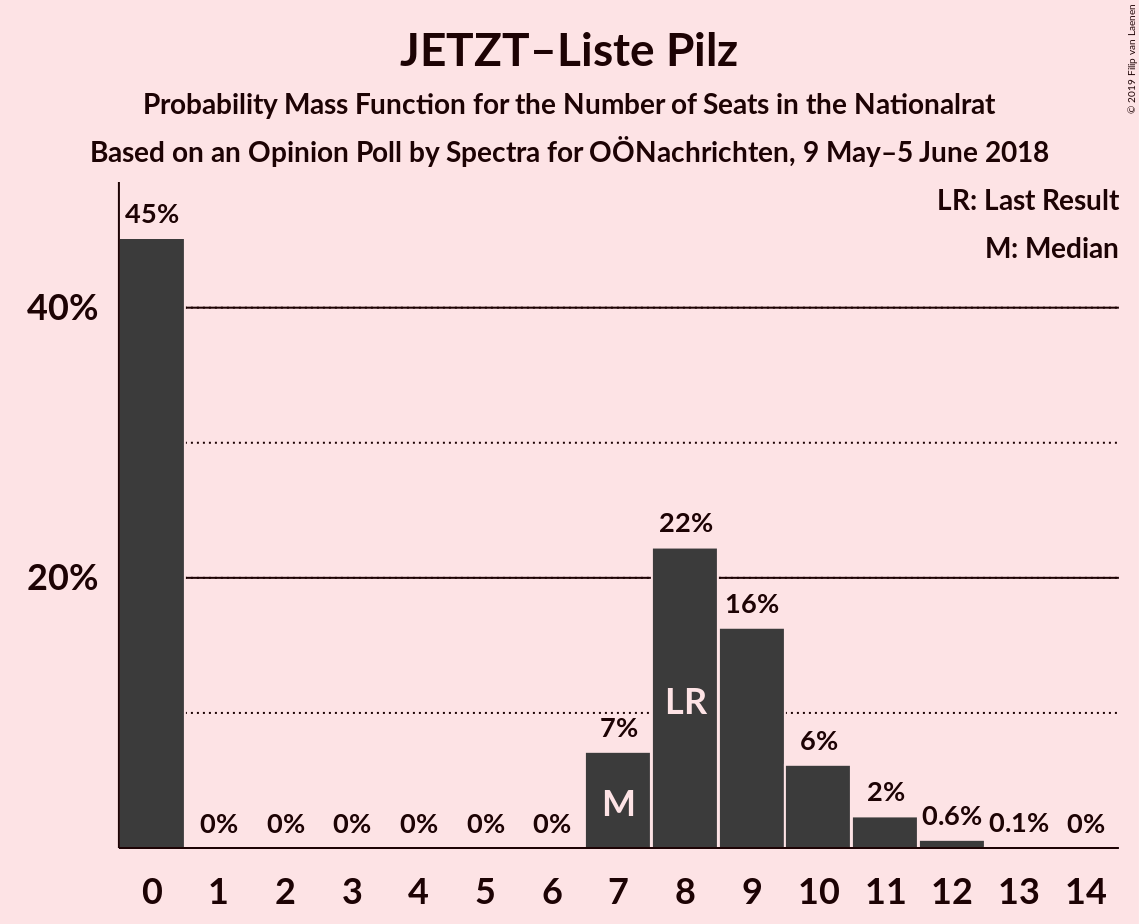 JETZT–Liste Pilz
Probability Mass Function for the Number of Seats in the Nationalrat
Based on an Opinion Poll by Spectra for OÖNachrichten, 9 May–5 June 2018
© 2019 Filip van Laenen
LR: Last Result
M: Median
45%
40%
22%
20%
16%
LR
7%
6%
M
2%
0% 0% 0% 0% 0% 0% 0.6% 0.1% 0%
0 1 2 3 4 5 6 7 8 9 10 11 12 13 14